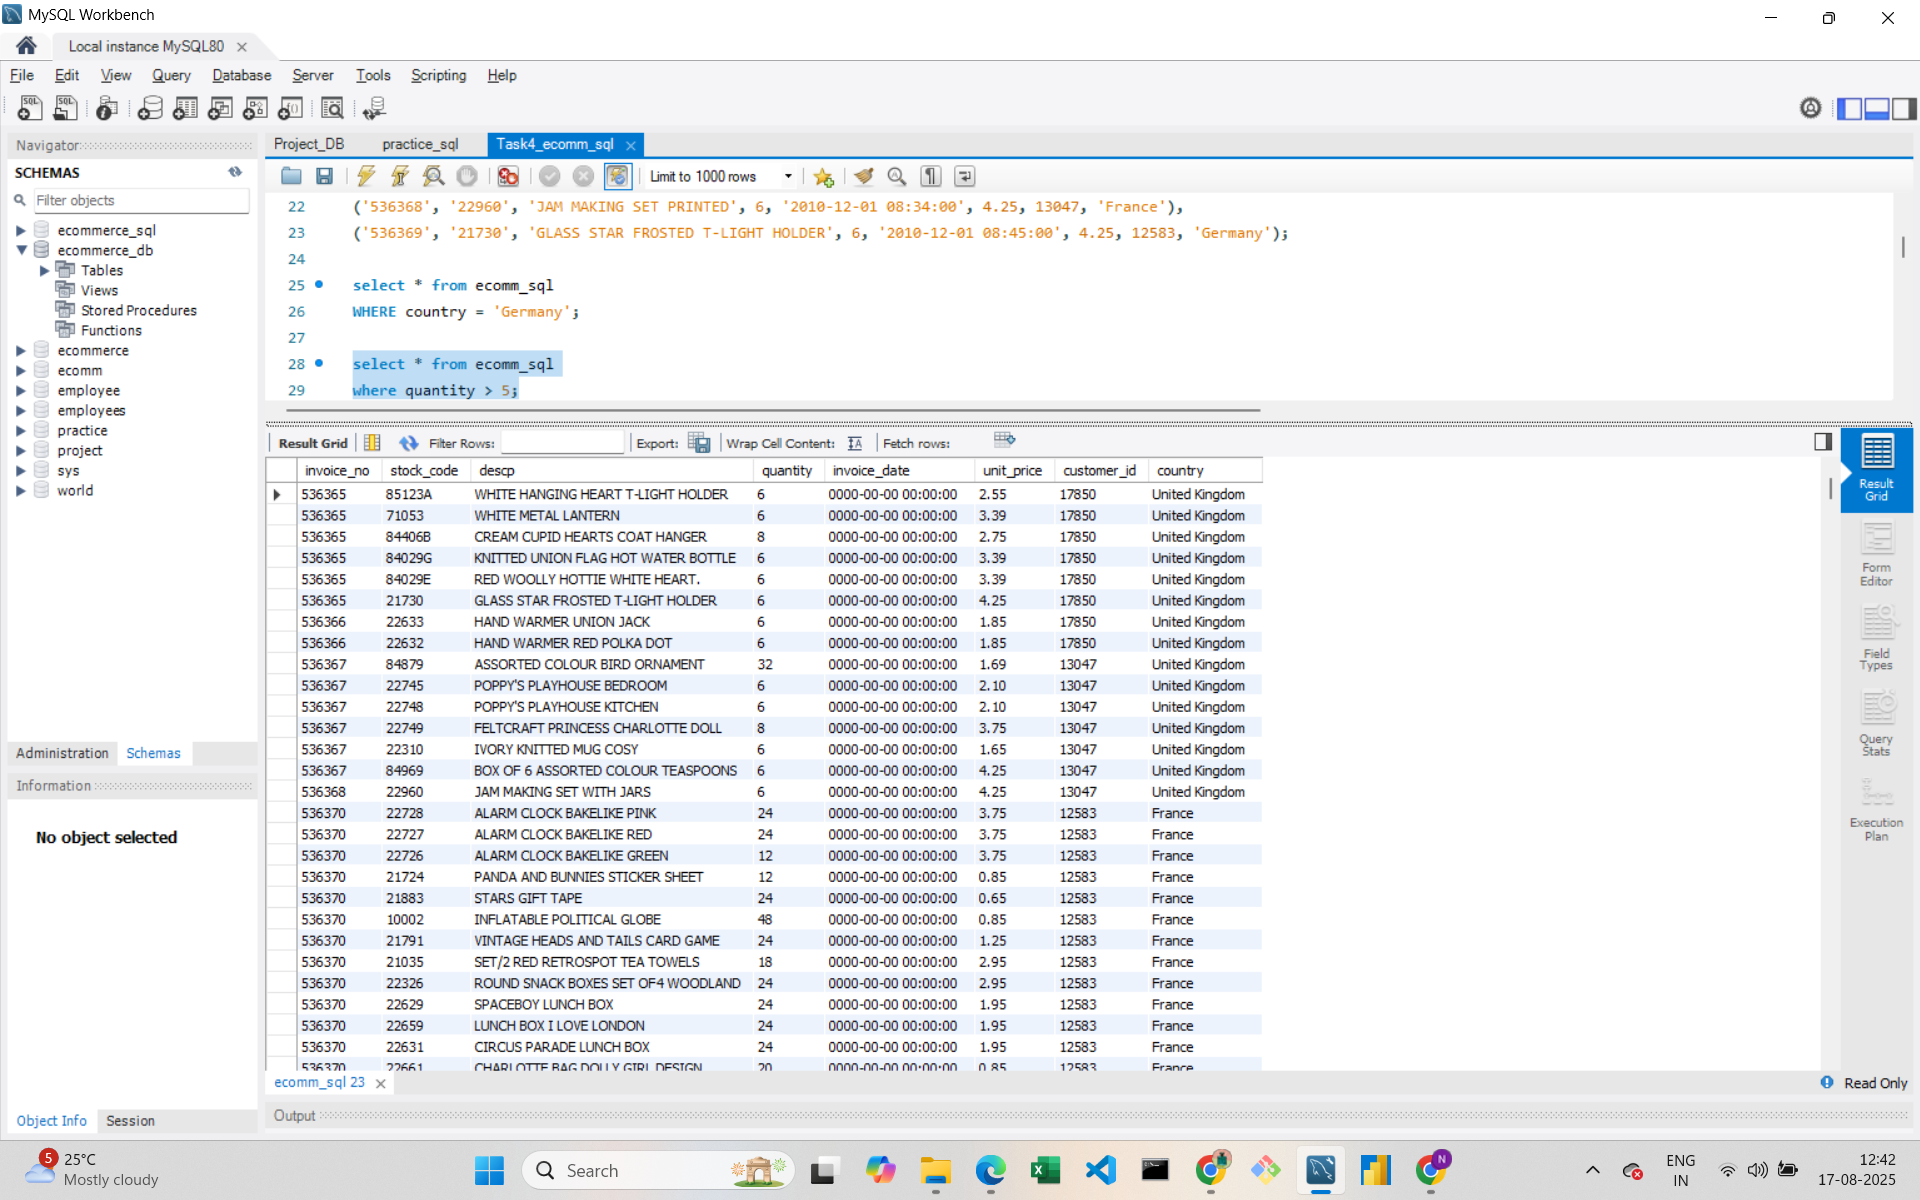 MySQL Workbench
Local instance MySQL80
File Edit View Query Database Server Tools Scripting Help
Navigator
SCHEMAS
Filter objects
ecommerce_sql
ecommerce_db
Tables
Views
Stored Procedures
Functions
ecommerce
ecomm
employee
employees
practice
project
sys
world
Administration Schemas
Information
No object selected
Object Info Session
Project_DB practice_sql Task4_ecomm_sql
Limit to 1000 rows
22 ('536368', '22960', 'JAM MAKING SET PRINTED', 6, '2010-12-01 08:34:00', 4.25, 13047, 'France'),
23 ('536369', '21730', 'GLASS STAR FROSTED T-LIGHT HOLDER', 6, '2010-12-01 08:45:00', 4.25, 12583, 'Germany');
24
25 select * from ecomm_sql
26 WHERE country = 'Germany';
27
28 select * from ecomm_sql
29 where quantity > 5;
Result Grid Filter Rows: Export: Wrap Cell Content: Fetch rows:
invoice_no stock_code descp quantity invoice_date unit_price customer_id country
536365 85123A WHITE HANGING HEART T-LIGHT HOLDER 6 0000-00-00 00:00:00 2.55 17850 United Kingdom
536365 71053 WHITE METAL LANTERN 6 0000-00-00 00:00:00 3.39 17850 United Kingdom
536365 84406B CREAM CUPID HEARTS COAT HANGER 8 0000-00-00 00:00:00 2.75 17850 United Kingdom
536365 84029G KNITTED UNION FLAG HOT WATER BOTTLE 6 0000-00-00 00:00:00 3.39 17850 United Kingdom
536365 84029E RED WOOLLY HOTTIE WHITE HEART. 6 0000-00-00 00:00:00 3.39 17850 United Kingdom
536365 21730 GLASS STAR FROSTED T-LIGHT HOLDER 6 0000-00-00 00:00:00 4.25 17850 United Kingdom
536366 22633 HAND WARMER UNION JACK 6 0000-00-00 00:00:00 1.85 17850 United Kingdom
536366 22632 HAND WARMER RED POLKA DOT 6 0000-00-00 00:00:00 1.85 17850 United Kingdom
536367 84879 ASSORTED COLOUR BIRD ORNAMENT 32 0000-00-00 00:00:00 1.69 13047 United Kingdom
536367 22745 POPPY'S PLAYHOUSE BEDROOM 6 0000-00-00 00:00:00 2.10 13047 United Kingdom
536367 22748 POPPY'S PLAYHOUSE KITCHEN 6 0000-00-00 00:00:00 2.10 13047 United Kingdom
536367 22749 FELTCRAFT PRINCESS CHARLOTTE DOLL 8 0000-00-00 00:00:00 3.75 13047 United Kingdom
536367 22310 IVORY KNITTED MUG COSY 6 0000-00-00 00:00:00 1.65 13047 United Kingdom
536367 84969 BOX OF 6 ASSORTED COLOUR TEASPOONS 6 0000-00-00 00:00:00 4.25 13047 United Kingdom
536368 22960 JAM MAKING SET WITH JARS 6 0000-00-00 00:00:00 4.25 13047 United Kingdom
536370 22728 ALARM CLOCK BAKELIKE PINK 24 0000-00-00 00:00:00 3.75 12583 France
536370 22727 ALARM CLOCK BAKELIKE RED 24 0000-00-00 00:00:00 3.75 12583 France
536370 22726 ALARM CLOCK BAKELIKE GREEN 12 0000-00-00 00:00:00 3.75 12583 France
536370 21724 PANDA AND BUNNIES STICKER SHEET 12 0000-00-00 00:00:00 0.85 12583 France
536370 21883 STARS GIFT TAPE 24 0000-00-00 00:00:00 0.65 12583 France
536370 10002 INFLATABLE POLITICAL GLOBE 48 0000-00-00 00:00:00 0.85 12583 France
536370 21791 VINTAGE HEADS AND TAILS CARD GAME 24 0000-00-00 00:00:00 1.25 12583 France
536370 21035 SET/2 RED RETROSPOT TEA TOWELS 18 0000-00-00 00:00:00 2.95 12583 France
536370 22326 ROUND SNACK BOXES SET OF4 WOODLAND 24 0000-00-00 00:00:00 2.95 12583 France
536370 22629 SPACEBOY LUNCH BOX 24 0000-00-00 00:00:00 1.95 12583 France
536370 22659 LUNCH BOX I LOVE LONDON 24 0000-00-00 00:00:00 1.95 12583 France
536370 22631 CIRCUS PARADE LUNCH BOX 24 0000-00-00 00:00:00 1.95 12583 France
536370 22661 CHARLOTTE BAG DOLLY GIRL DESIGN 20 0000-00-00 00:00:00 0.85 12583 France
Result Grid
Form Editor
Field Types
Query Stats
Execution Plan
ecomm_sql 23
Read Only
Output
5
25°C
Mostly cloudy
Search
N
ENG
IN
12:42
17-08-2025